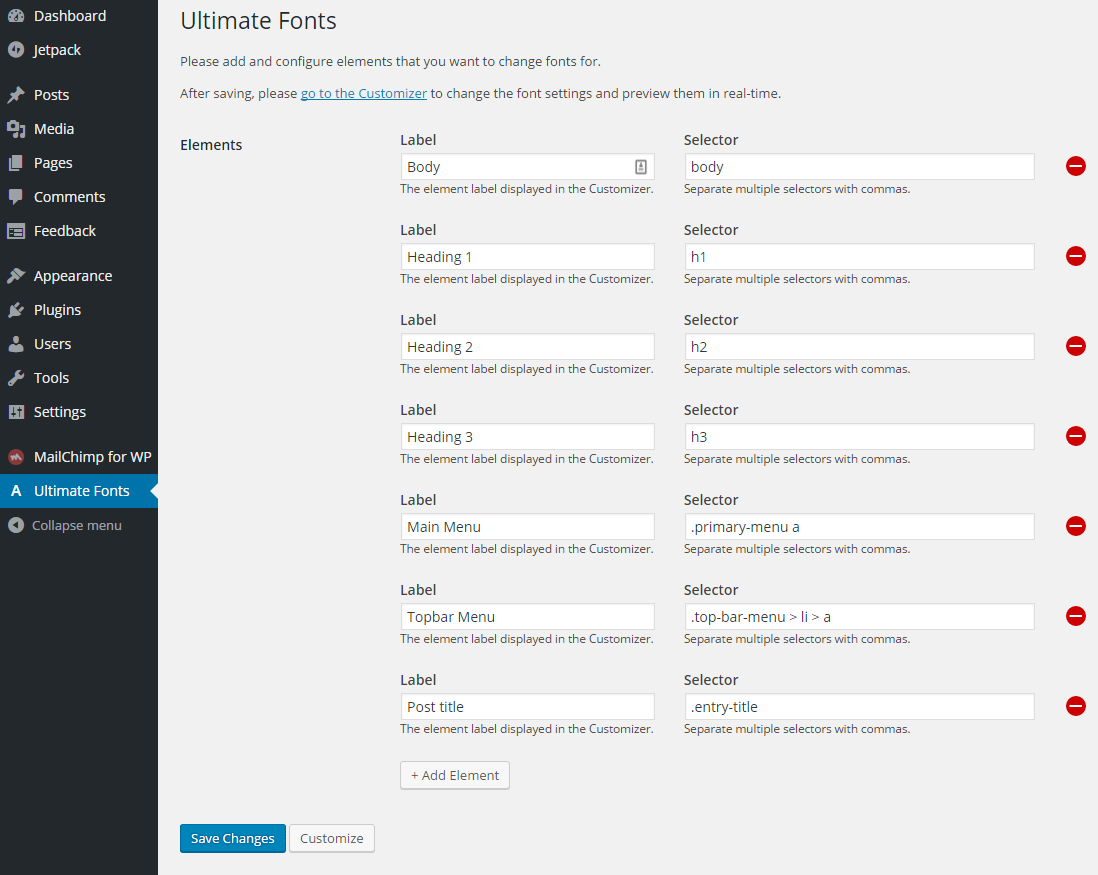 Dashboard
Jetpack
Posts
Media
Pages
Comments
Feedback
Appearance
Plugins
Users
Tools
Settings
MailChimp for WP
A Ultimate Fonts
Collapse menu
Ultimate Fonts
Please add and configure elements that you want to change fonts for.
After saving, please go to the Customizer to change the font settings and preview them in real-time.
Elements
Label Selector
Body body
The element label displayed in the Customizer. Separate multiple selectors with commas.
Label Selector
Heading 1 h1
The element label displayed in the Customizer. Separate multiple selectors with commas.
Label Selector
Heading 2 h2
The element label displayed in the Customizer. Separate multiple selectors with commas.
Label Selector
Heading 3 h3
The element label displayed in the Customizer. Separate multiple selectors with commas.
Label Selector
Main Menu .primary-menu a
The element label displayed in the Customizer. Separate multiple selectors with commas.
Label Selector
Topbar Menu .top-bar-menu > li > a
The element label displayed in the Customizer. Separate multiple selectors with commas.
Label Selector
Post title .entry-title
The element label displayed in the Customizer. Separate multiple selectors with commas.
+ Add Element
Save Changes Customize